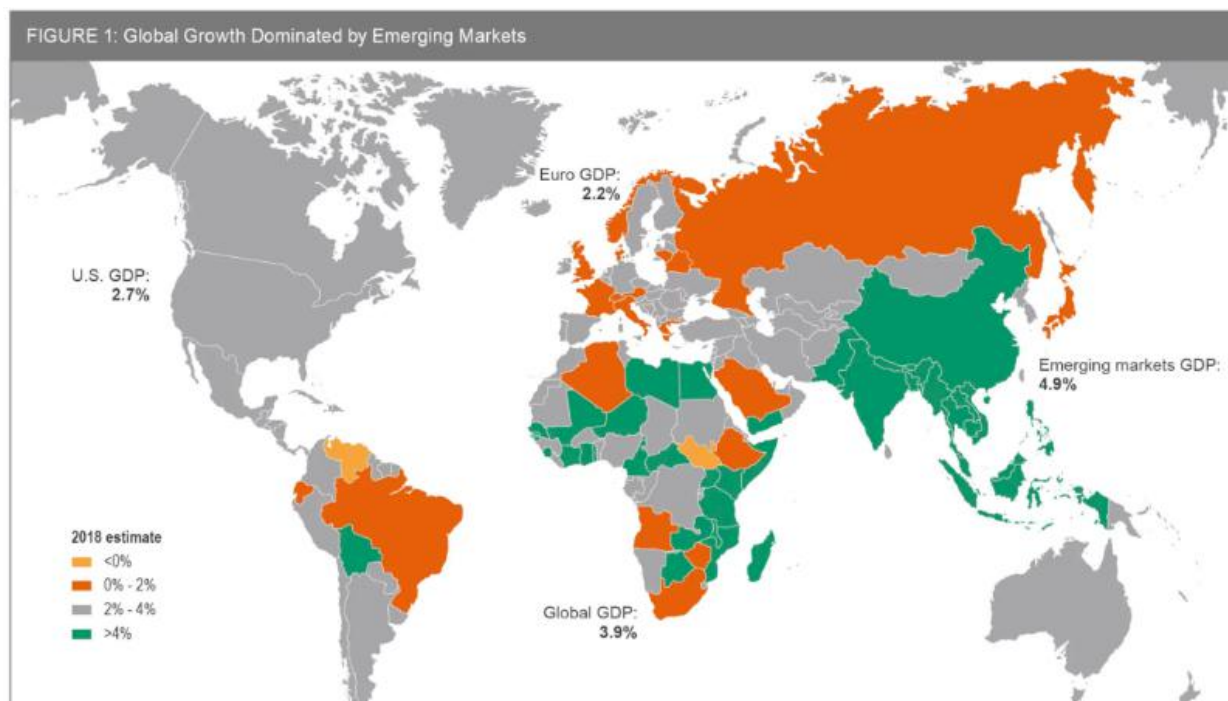 FIGURE 1: Global Growth Dominated by Emerging Markets
Euro GDP:
2.2%
U.S. GDP:
2.7%
Emerging markets GDP:
4.9%
2018 estimate
<0%
0% - 2%
2% - 4%
>4%
Global GDP:
3.9%